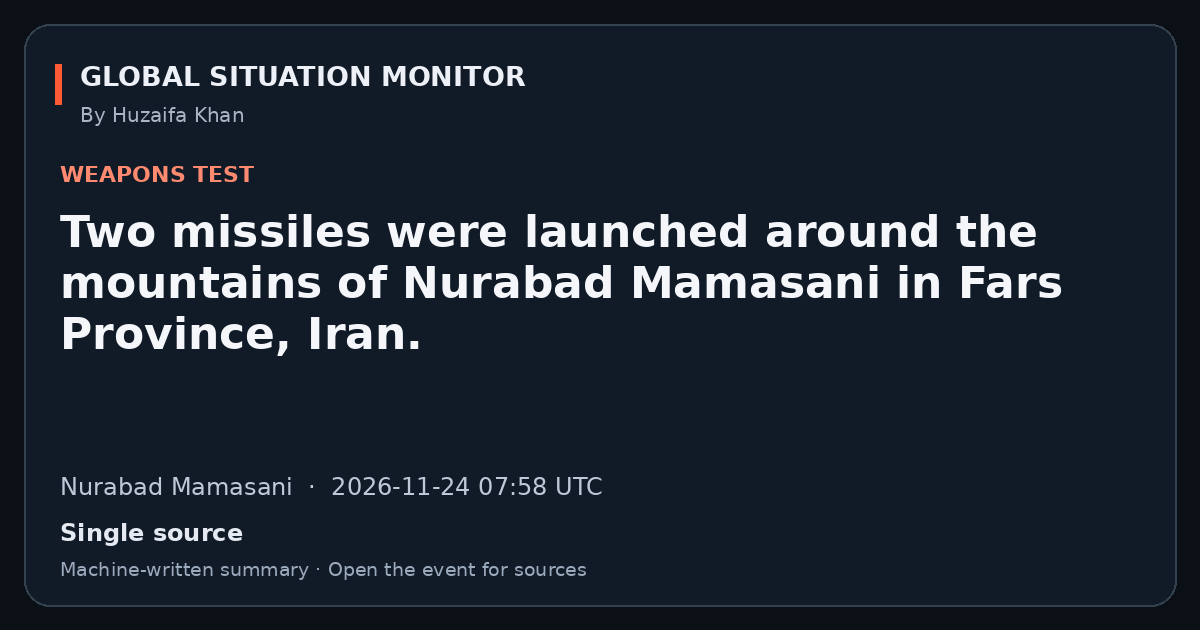 GLOBAL SITUATION MONITOR
By Huzaifa Khan
WEAPONS TEST
Two missiles were launched around the
mountains of Nurabad Mamasani in Fars
Province, Iran.
Nurabad Mamasani · 2026-11-24 07:58 UTC
Single source
Machine-written summary · Open the event for sources